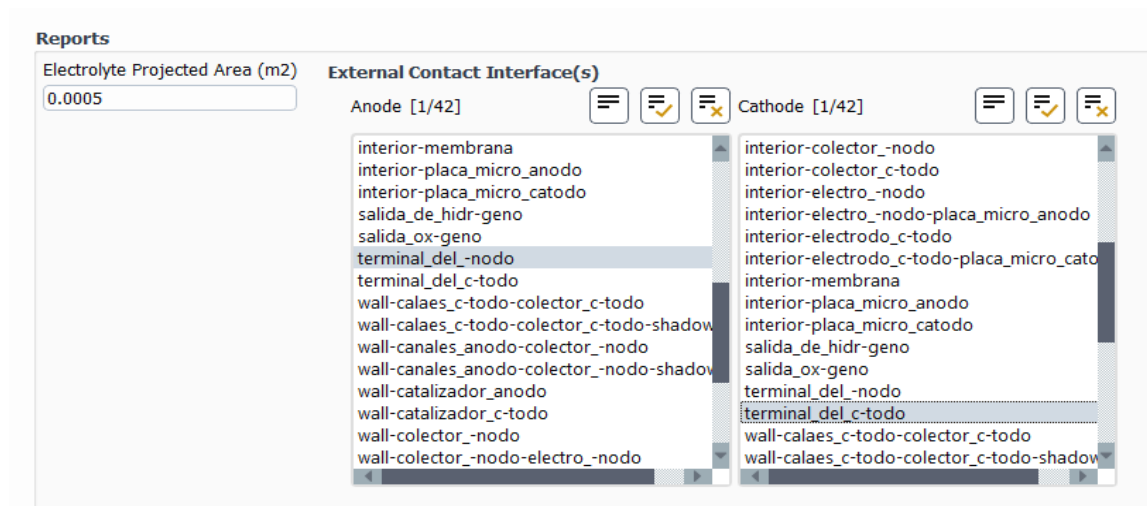 Reports
Electrolyte Projected Area (m2)
0.0005
External Contact Interface(s)
Anode [1/42]
interior-membrana
interior-placa_micro_anodo
interior-placa_micro_catodo
salida_de_hidr-geno
salida_ox-geno
terminal_del_-nodo
terminal_del_c-todo
wall-calaes_c-todo-colector_c-todo
wall-calaes_c-todo-colector_c-todo-shadow
wall-canales_anodo-colector_-nodo
wall-canales_anodo-colector_-nodo-shadow
wall-catalizador_anodo
wall-catalizador_c-todo
wall-colector_-nodo
wall-colector_-nodo-electro_-nodo
Cathode [1/42]
interior-colector_-nodo
interior-colector_c-todo
interior-electro_-nodo
interior-electro_-nodo-placa_micro_anodo
interior-electrodo_c-todo
interior-electrodo_c-todo-placa_micro_cato
interior-membrana
interior-placa_micro_anodo
interior-placa_micro_catodo
salida_de_hidr-geno
salida_ox-geno
terminal_del_-nodo
terminal_del_c-todo
wall-calaes_c-todo-colector_c-todo
wall-calaes_c-todo-colector_c-todo-shadow